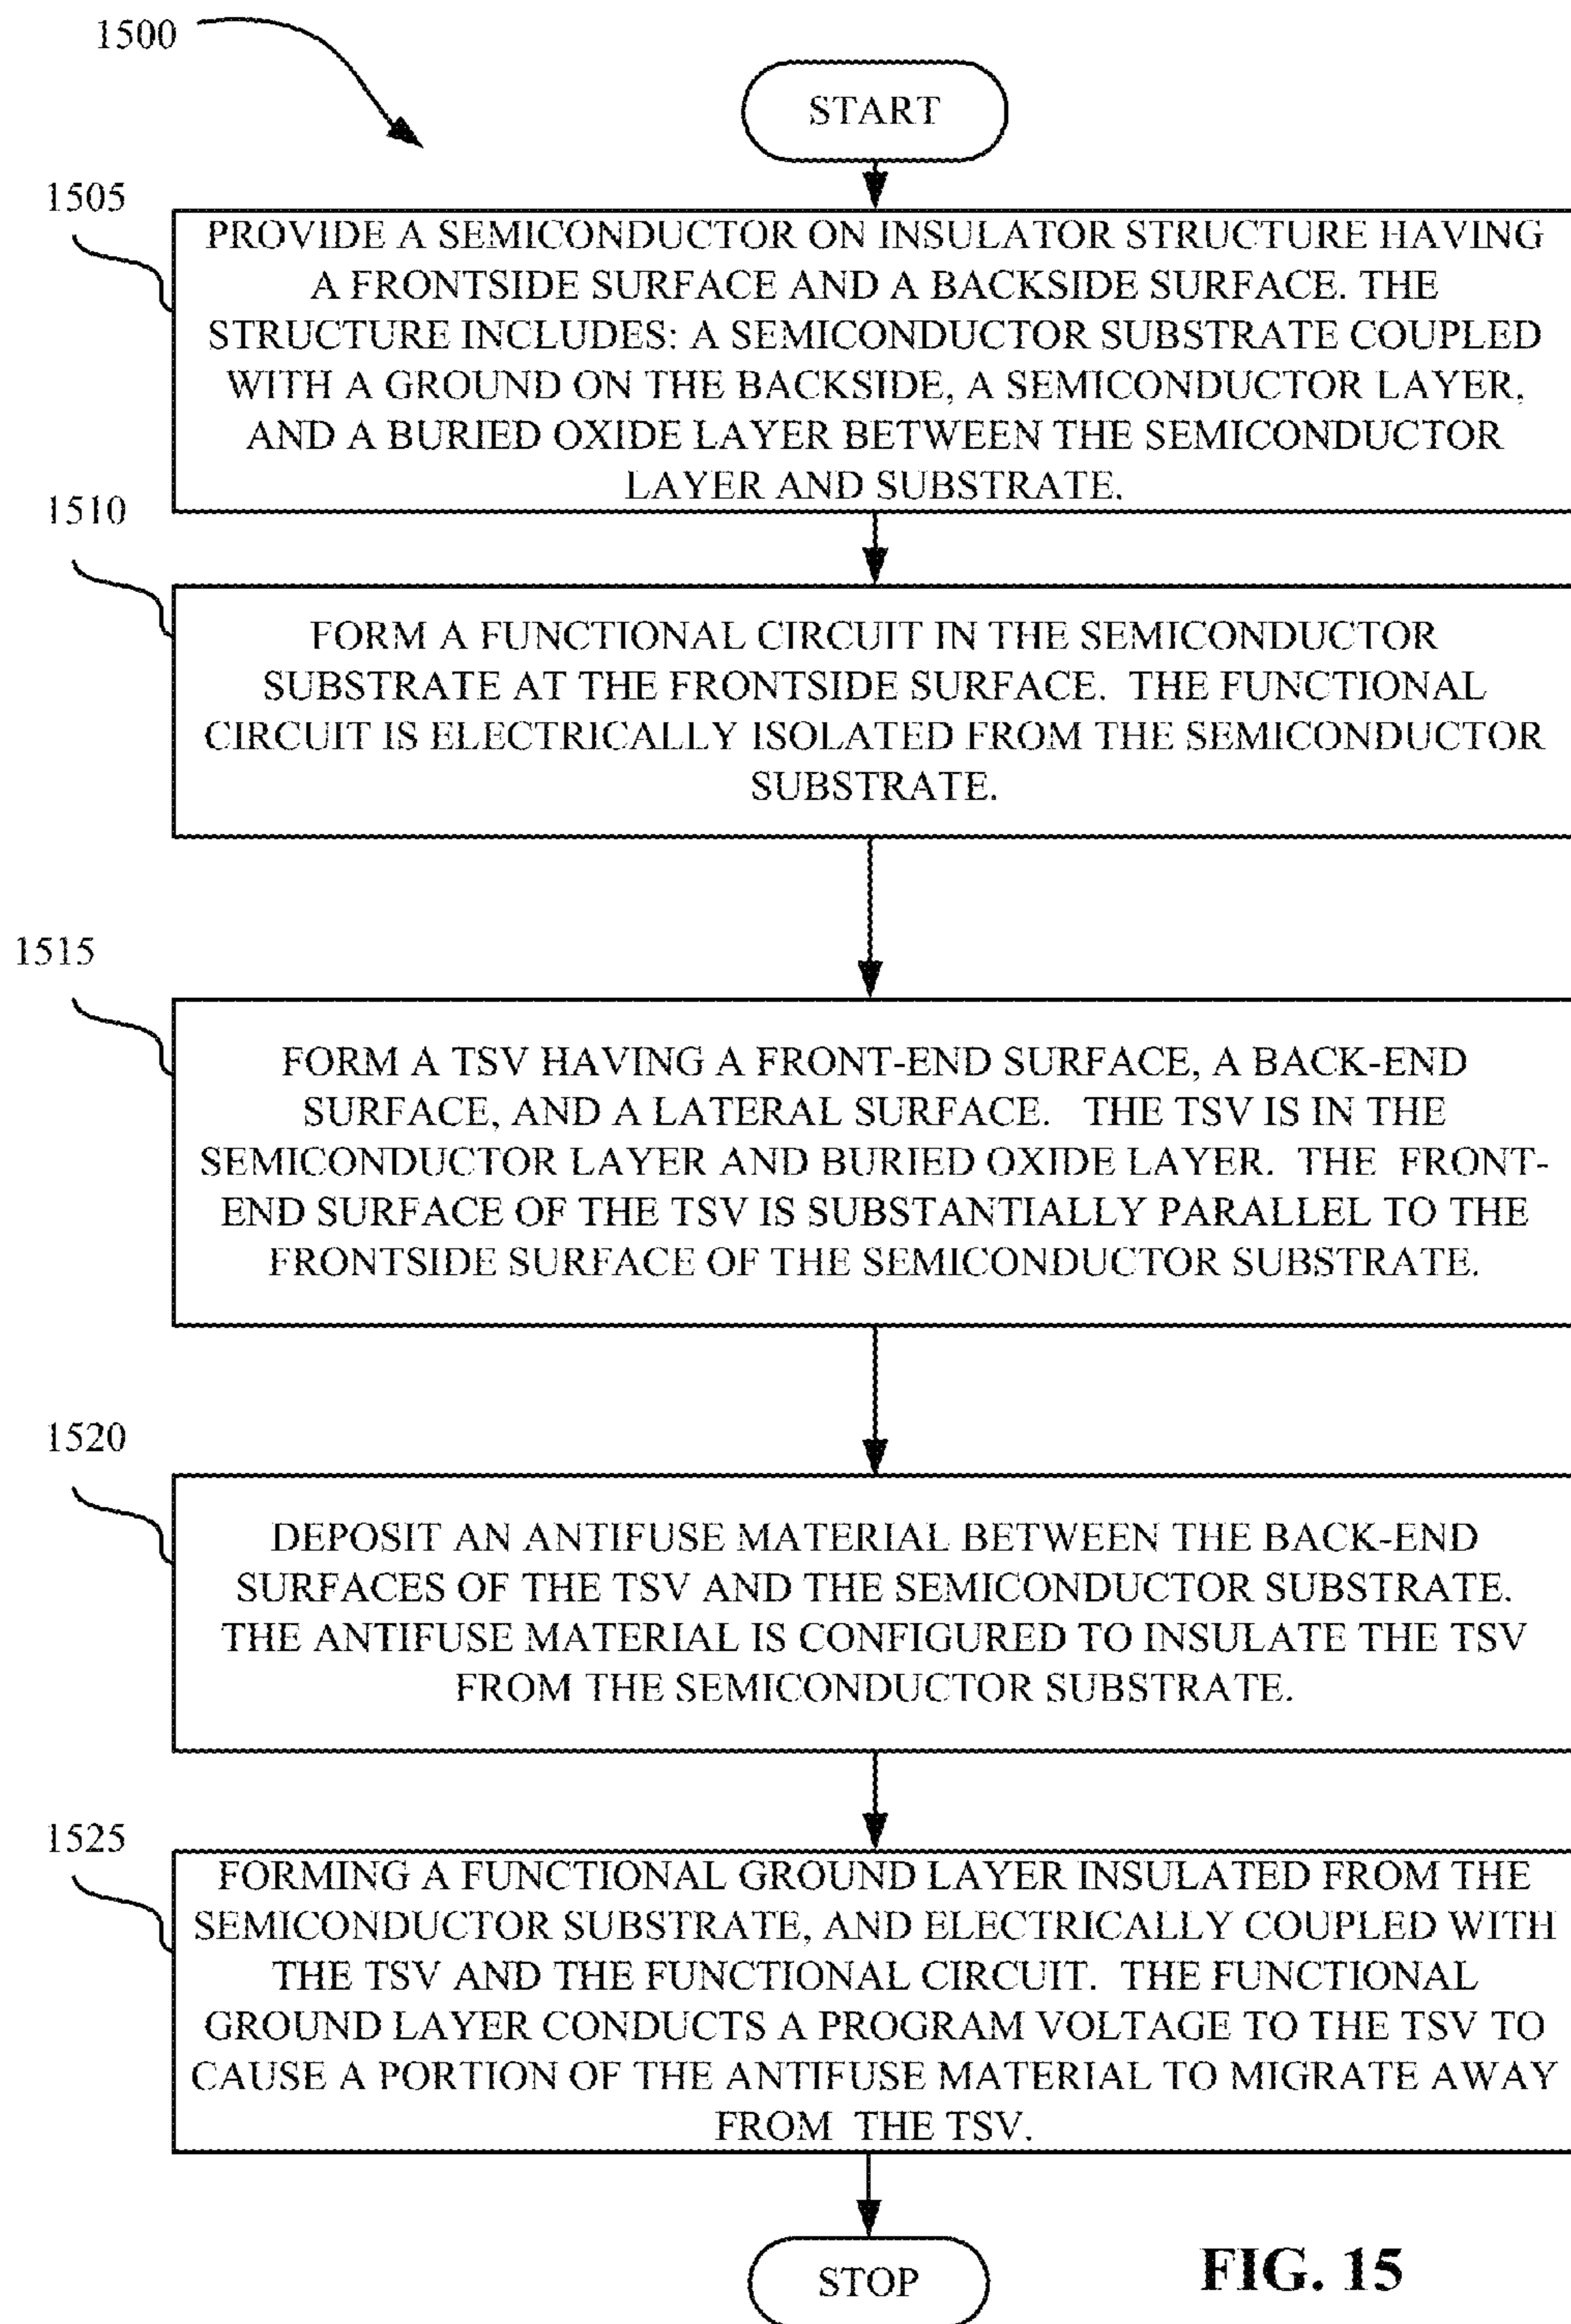 1500
START
1505
PROVIDE A SEMICONDUCTOR ON INSULATOR STRUCTURE HAVING
A FRONTSIDE SURFACE AND A BACKSIDE SURFACE. THE
STRUCTURE INCLUDES: A SEMICONDUCTOR SUBSTRATE COUPLED
WITH A GROUND ON THE BACKSIDE, A SEMICONDUCTOR LAYER,
AND A BURIED OXIDE LAYER BETWEEN THE SEMICONDUCTOR
LAYER AND SUBSTRATE.
1510
FORM A FUNCTIONAL CIRCUIT IN THE SEMICONDUCTOR
SUBSTRATE AT THE FRONTSIDE SURFACE. THE FUNCTIONAL
CIRCUIT IS ELECTRICALLY ISOLATED FROM THE SEMICONDUCTOR
SUBSTRATE.
1515
FORM A TSV HAVING A FRONT-END SURFACE, A BACK-END
SURFACE, AND A LATERAL SURFACE. THE TSV IS IN THE
SEMICONDUCTOR LAYER AND BURIED OXIDE LAYER. THE FRONT-
END SURFACE OF THE TSV IS SUBSTANTIALLY PARALLEL TO THE
FRONTSIDE SURFACE OF THE SEMICONDUCTOR SUBSTRATE.
1520
DEPOSIT AN ANTIFUSE MATERIAL BETWEEN THE BACK-END
SURFACES OF THE TSV AND THE SEMICONDUCTOR SUBSTRATE.
THE ANTIFUSE MATERIAL IS CONFIGURED TO INSULATE THE TSV
FROM THE SEMICONDUCTOR SUBSTRATE.
1525
FORMING A FUNCTIONAL GROUND LAYER INSULATED FROM THE
SEMICONDUCTOR SUBSTRATE, AND ELECTRICALLY COUPLED WITH
THE TSV AND THE FUNCTIONAL CIRCUIT. THE FUNCTIONAL
GROUND LAYER CONDUCTS A PROGRAM VOLTAGE TO THE TSV TO
CAUSE A PORTION OF THE ANTIFUSE MATERIAL TO MIGRATE AWAY
FROM THE TSV.
STOP
FIG. 15